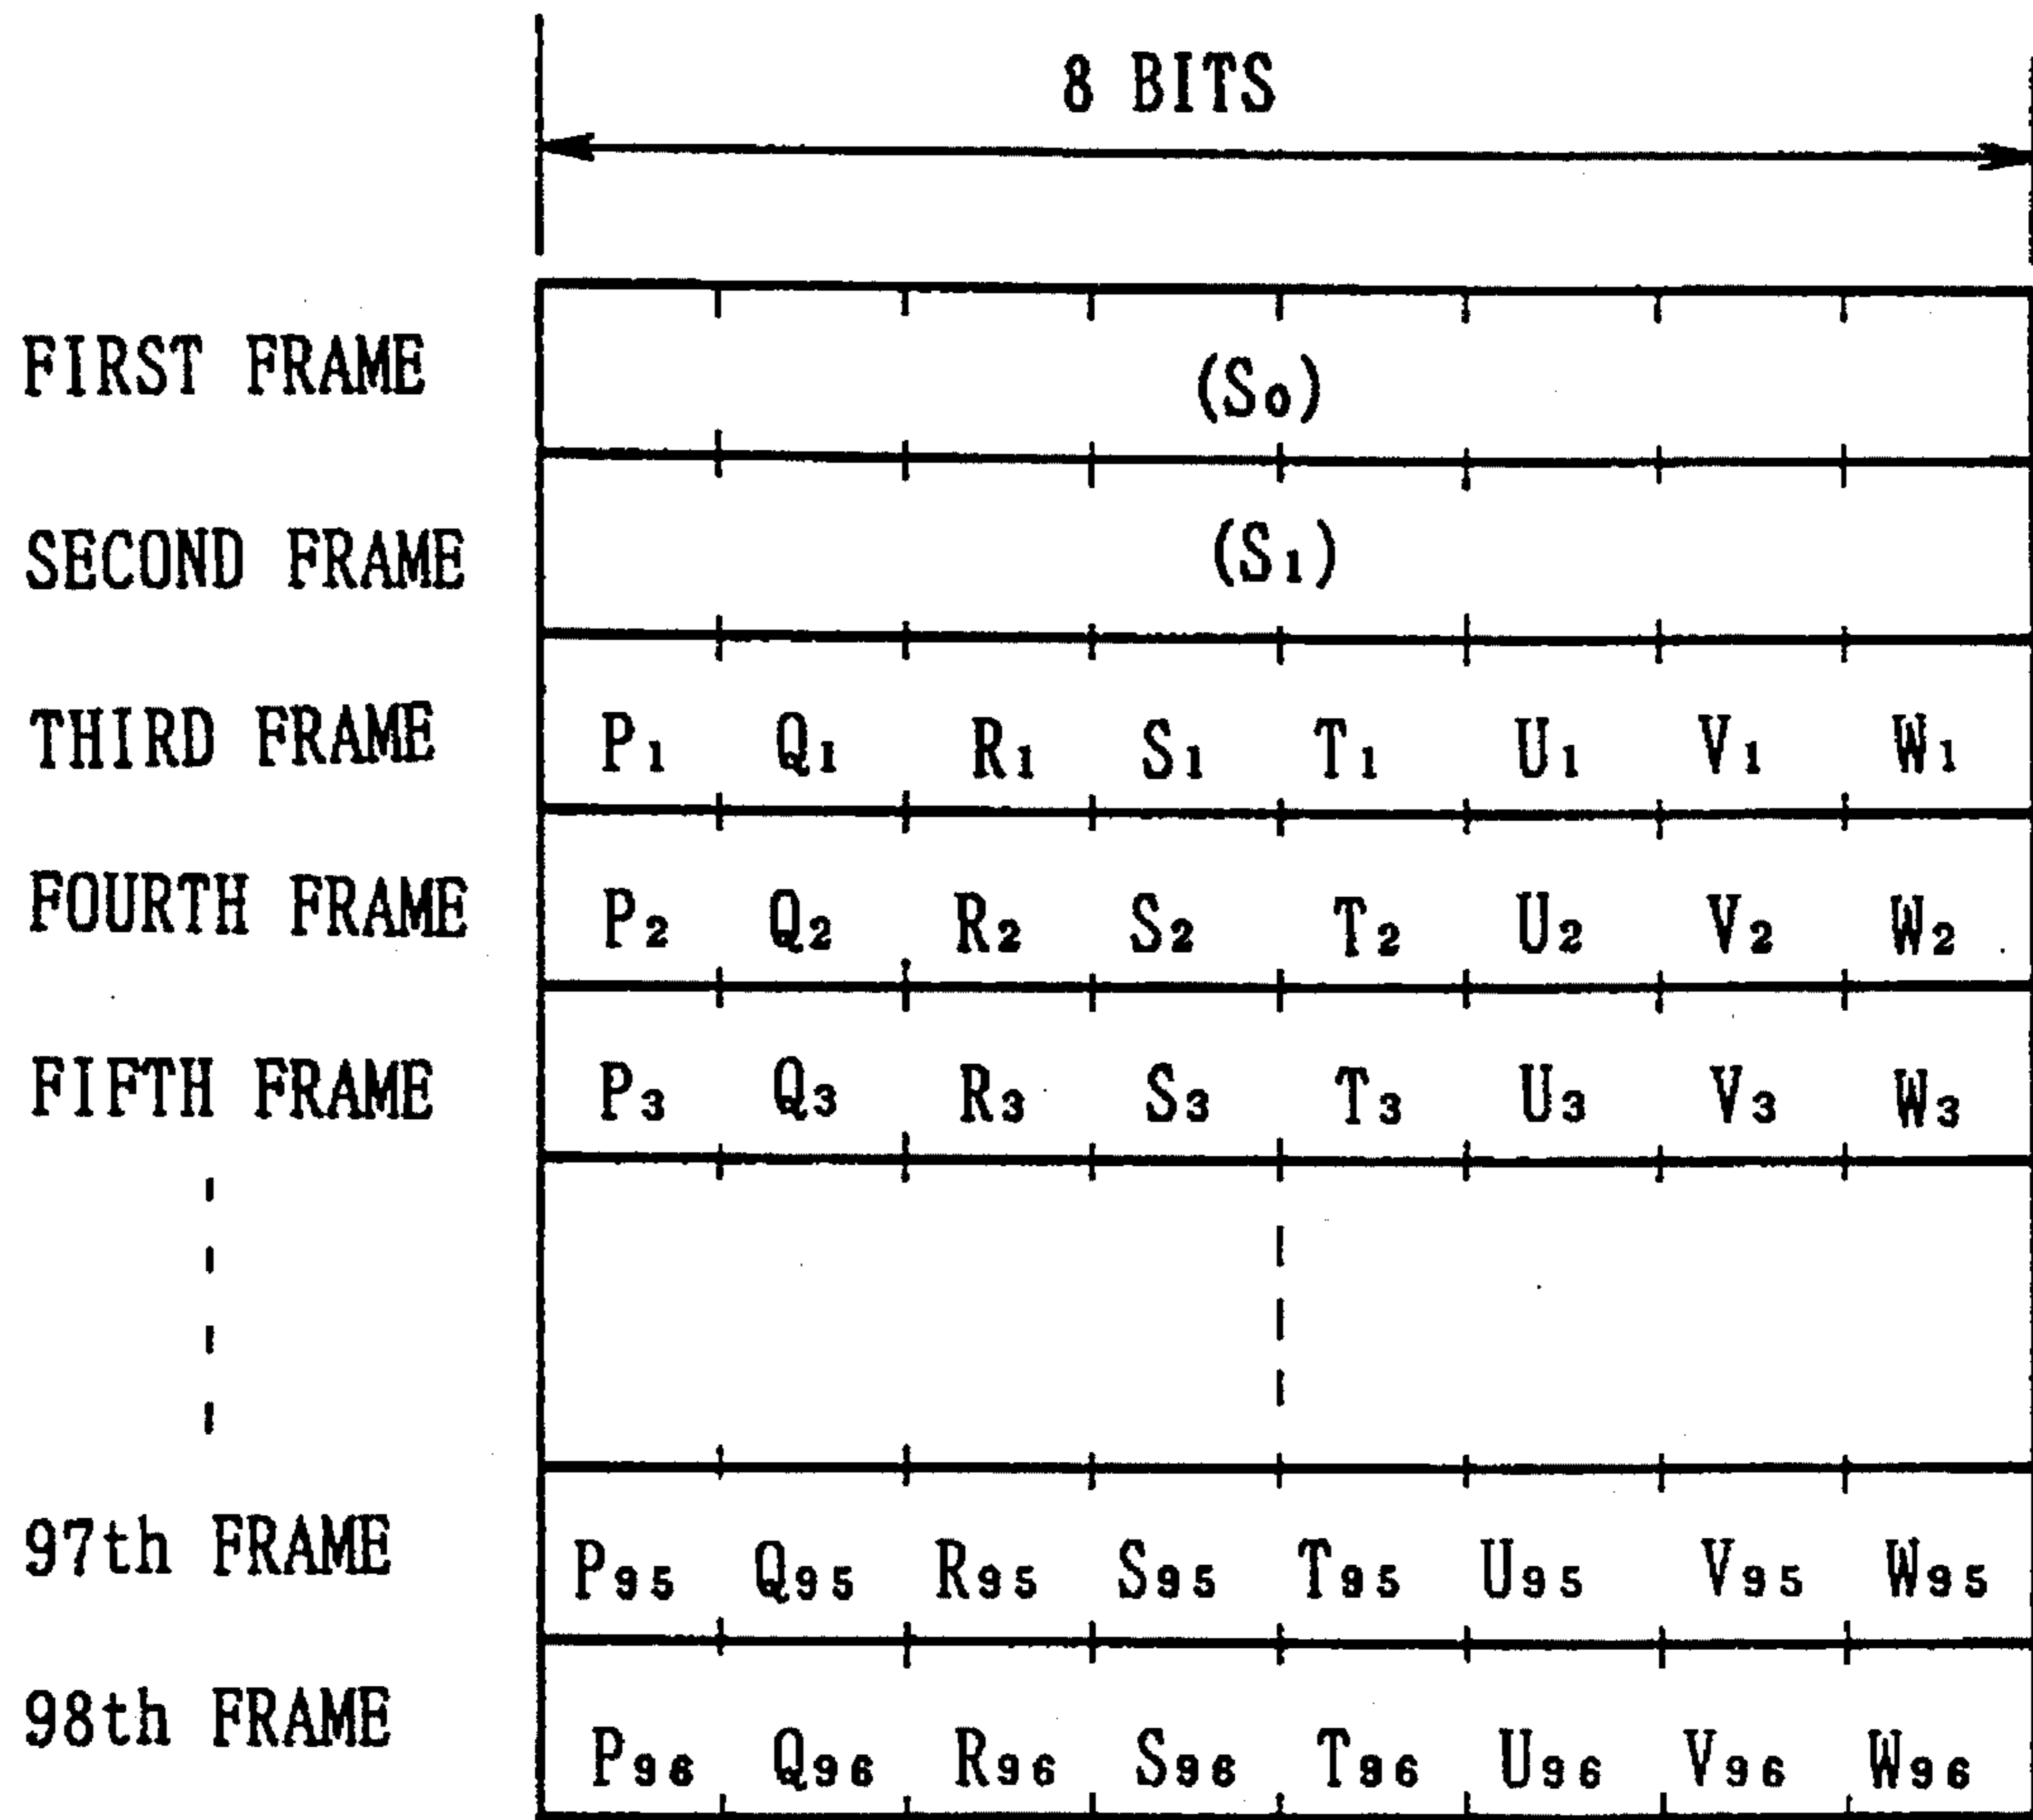 8 BITS
FIRST FRAME (S₀)
SECOND FRAME (S₁)
THIRD FRAME P₁ Q₁ R₁ S₁ T₁ U₁ V₁ W₁
FOURTH FRAME P₂ Q₂ R₂ S₂ T₂ U₂ V₂ W₂
FIFTH FRAME P₃ Q₃ R₃ S₃ T₃ U₃ V₃ W₃
97th FRAME P₉₅ Q₉₅ R₉₅ S₉₅ T₉₅ U₉₅ V₉₅ W₉₅
98th FRAME P₉₆ Q₉₆ R₉₆ S₉₆ T₉₆ U₉₆ V₉₆ W₉₆